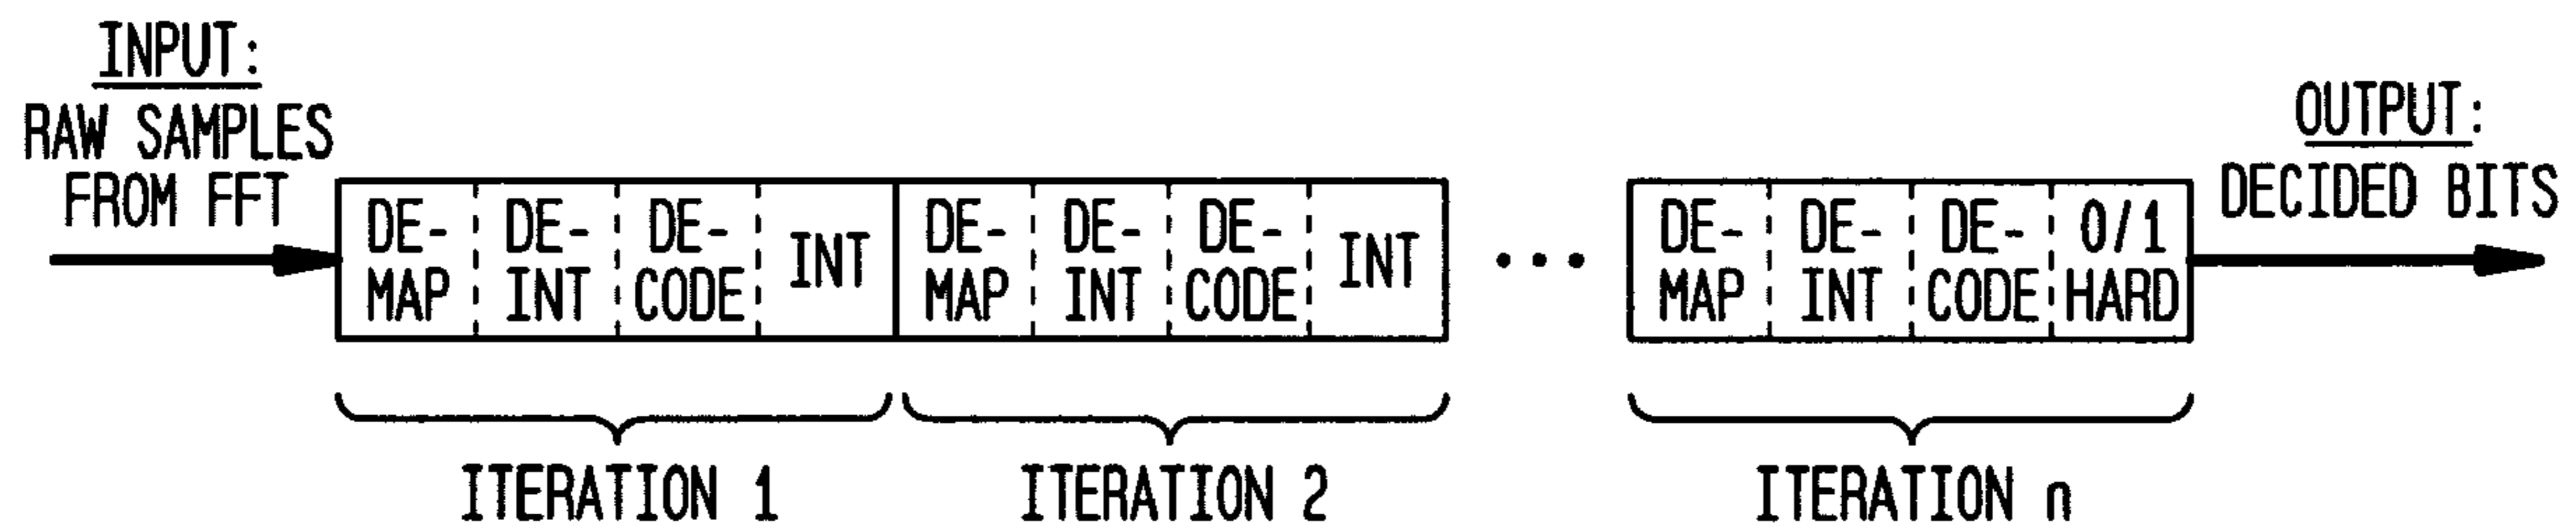 INPUT:
RAW SAMPLES
FROM FFT
DE-
MAP
DE-
INT
DE-
CODE
INT
DE-
MAP
DE-
INT
DE-
CODE
INT
•••
DE-
MAP
DE-
INT
DE-
CODE
0/1
HARD
OUTPUT:
DECIDED BITS
ITERATION 1
ITERATION 2
ITERATION n